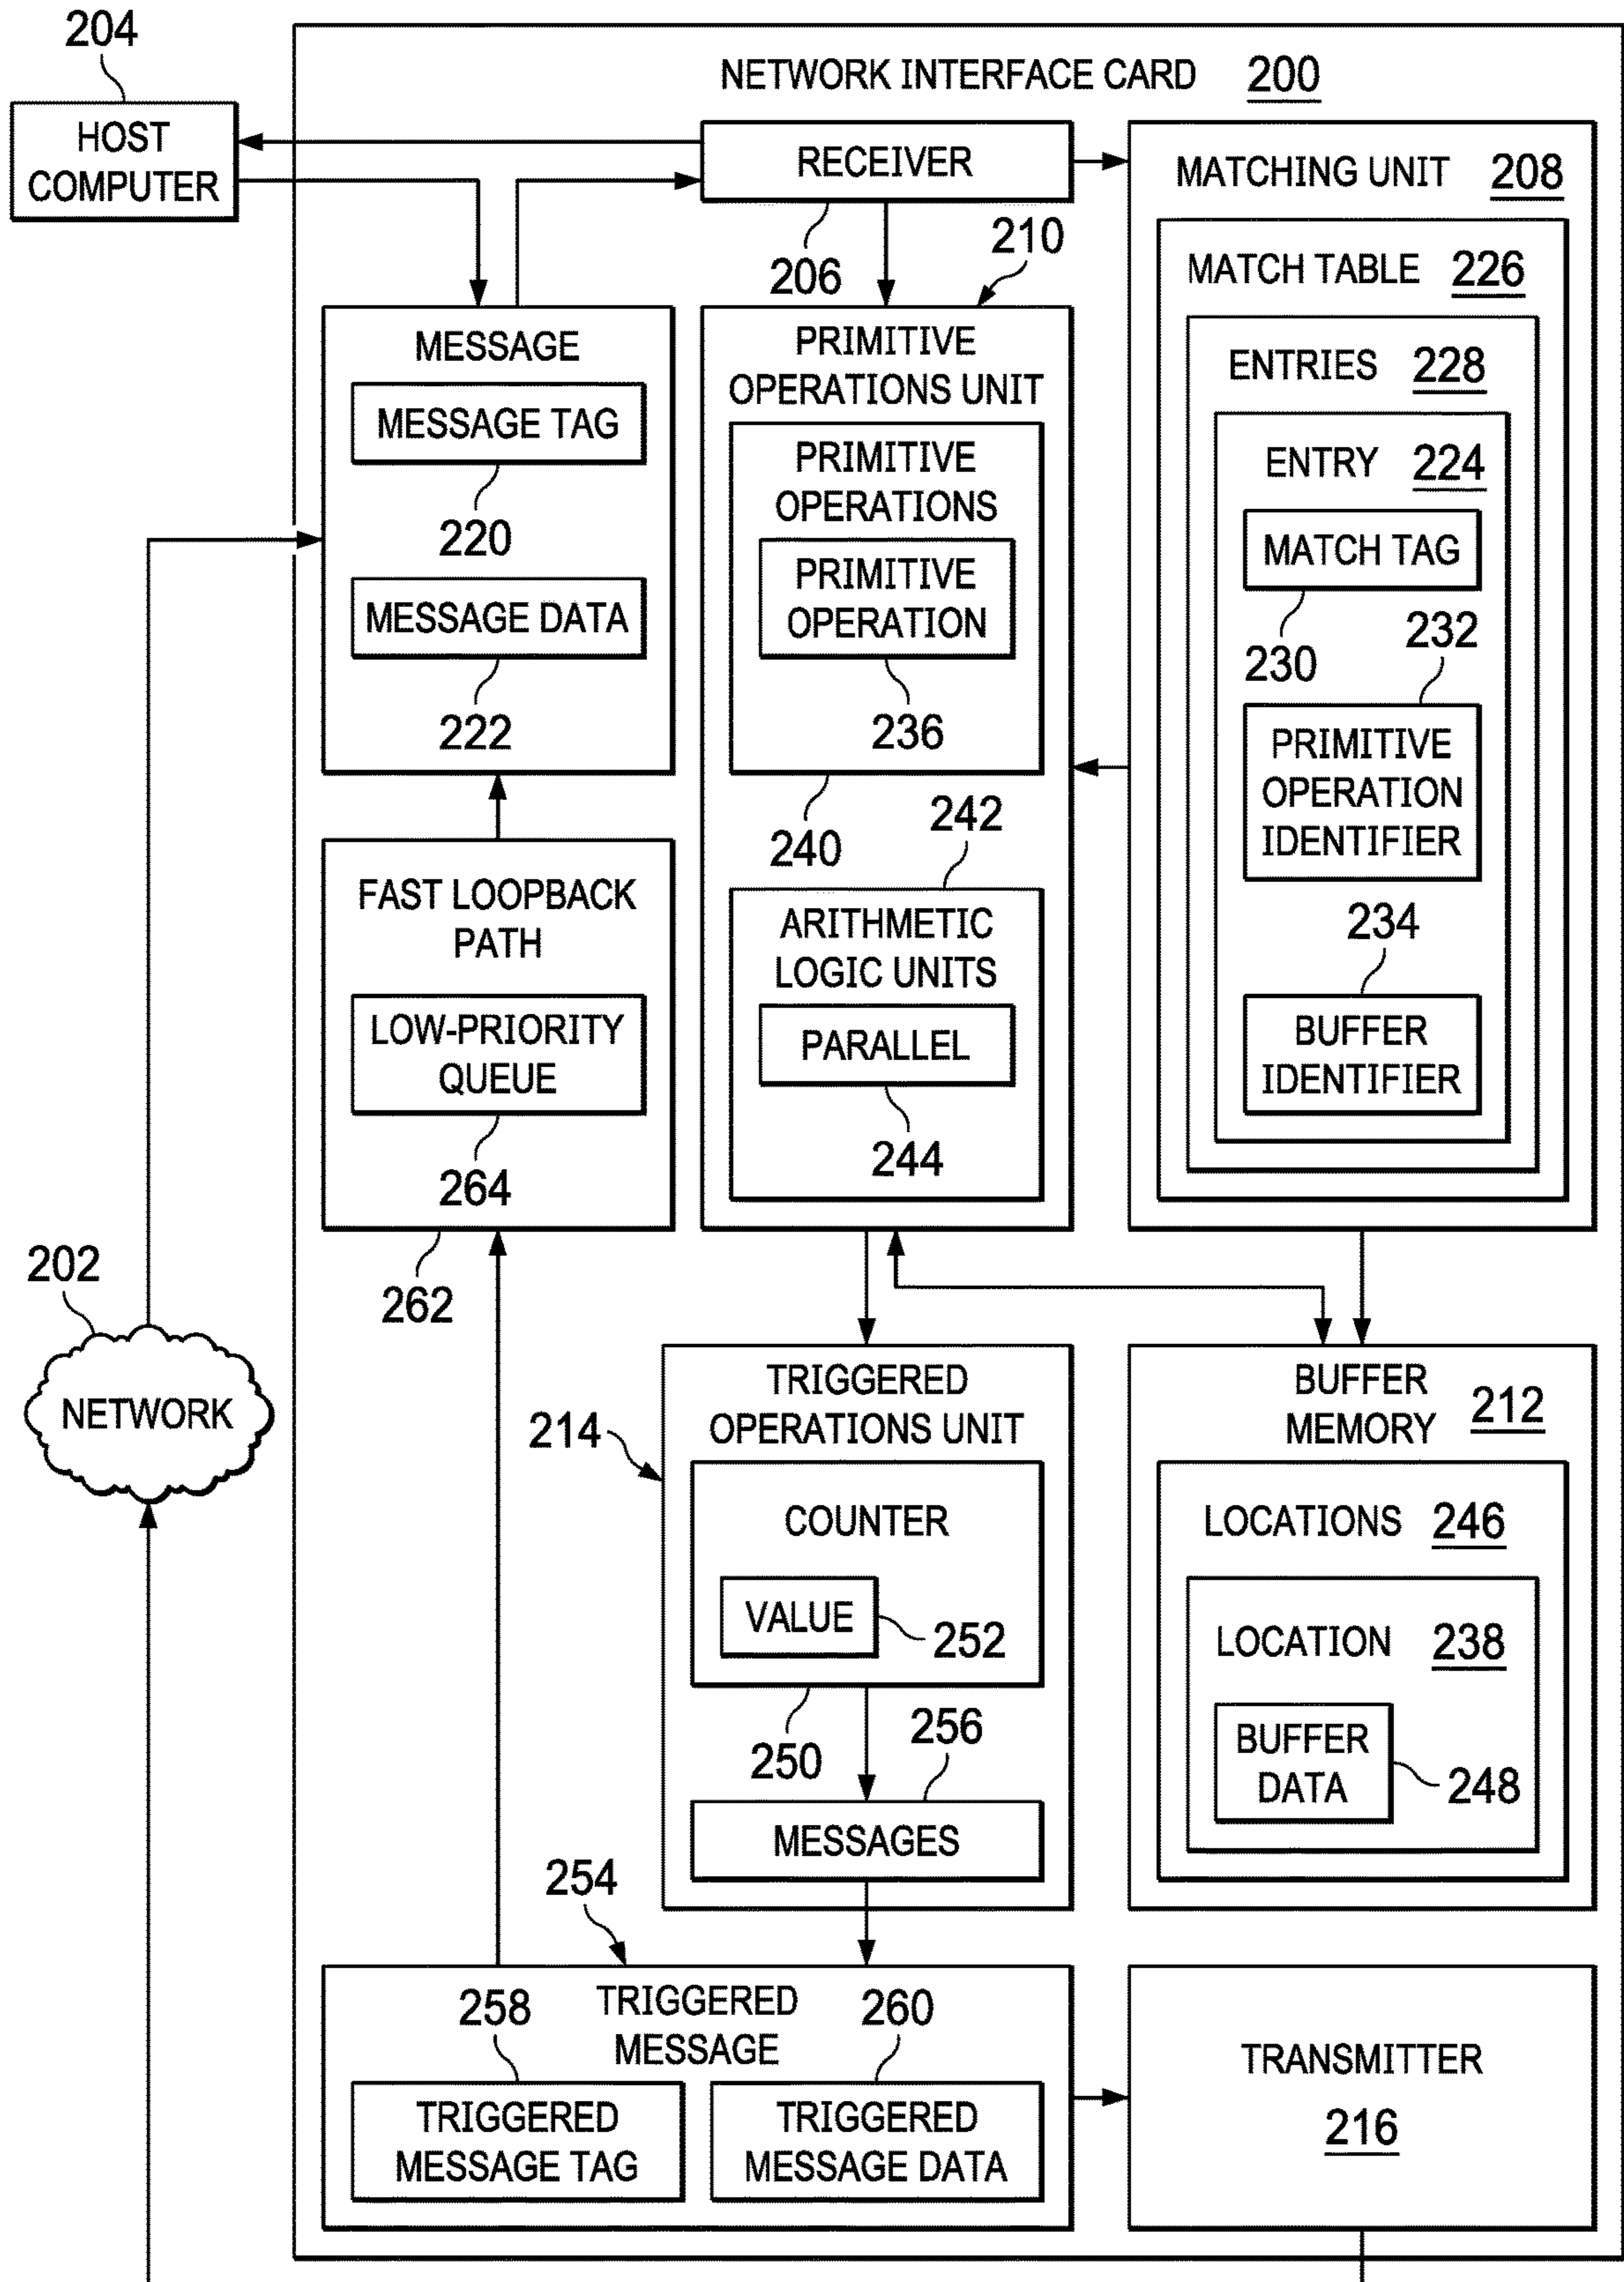 204
NETWORK INTERFACE CARD 200
HOST
COMPUTER
RECEIVER
206
210
MATCHING UNIT 208
MATCH TABLE 226
ENTRIES 228
ENTRY 224
MATCH TAG
230
232
PRIMITIVE
OPERATION
IDENTIFIER
234
BUFFER
IDENTIFIER
MESSAGE
MESSAGE TAG
220
MESSAGE DATA
222
PRIMITIVE
OPERATIONS UNIT
PRIMITIVE
OPERATIONS
PRIMITIVE
OPERATION
236
240
242
ARITHMETIC
LOGIC UNITS
PARALLEL
244
FAST LOOPBACK
PATH
LOW-PRIORITY
QUEUE
264
262
202
NETWORK
214
TRIGGERED
OPERATIONS UNIT
COUNTER
VALUE
252
250
256
MESSAGES
BUFFER
MEMORY 212
LOCATIONS 246
LOCATION 238
BUFFER
DATA
248
254
258
TRIGGERED
MESSAGE
260
TRIGGERED
MESSAGE TAG
TRIGGERED
MESSAGE DATA
TRANSMITTER
216